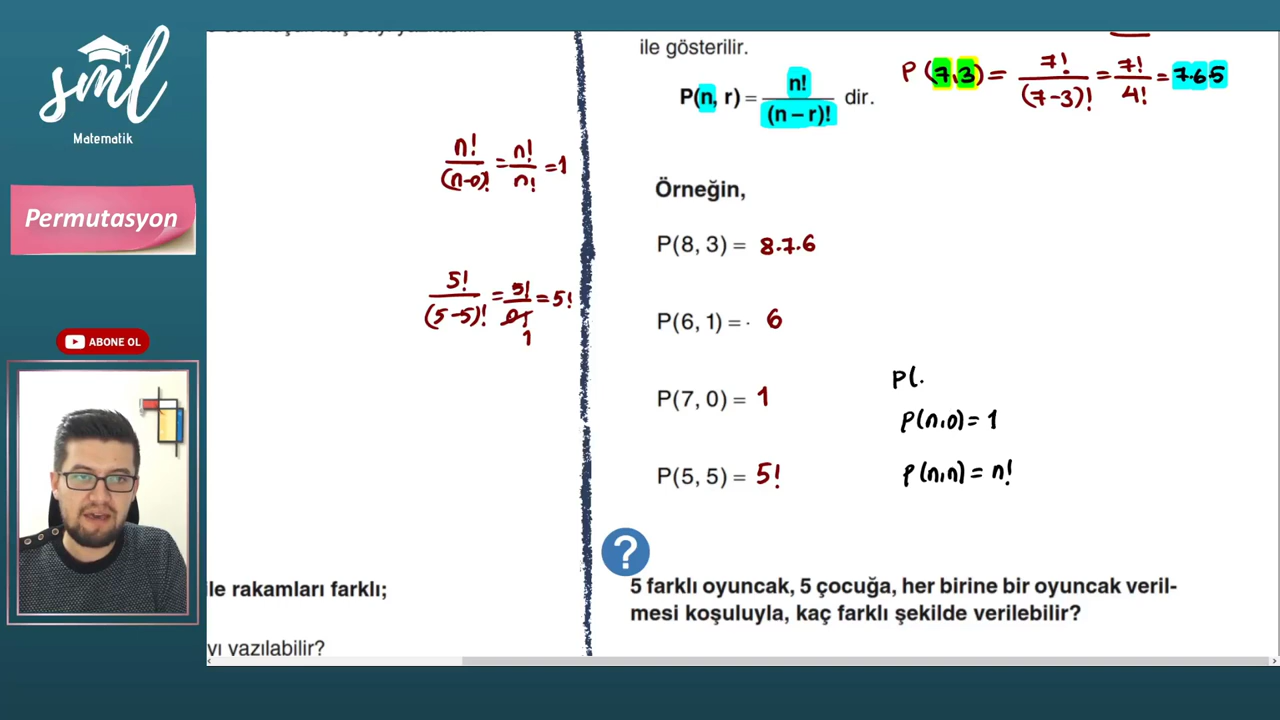 sml
Matematik
Permutasyon
ABONE OL
n!/(n-0)! = n!/n! = 1
5!/(5-5)! = 5!/0! = 5!
1
ile rakamları farklı;
yı yazılabilir?
ile gösterilir.
P(n, r) = n!/(n – r)! dir.
P(7,3) = 7!/(7-3)! = 7!/4! = 7.6.5
Örneğin,
P(8, 3) = 8.7.6
P(6, 1) = 6
P(7, 0) = 1
P(5, 5) = 5!
P(.
P(n,0) = 1
P(n,n) = n!
?
5 farklı oyuncak, 5 çocuğa, her birine bir oyuncak veril-
mesi koşuluyla, kaç farklı şekilde verilebilir?